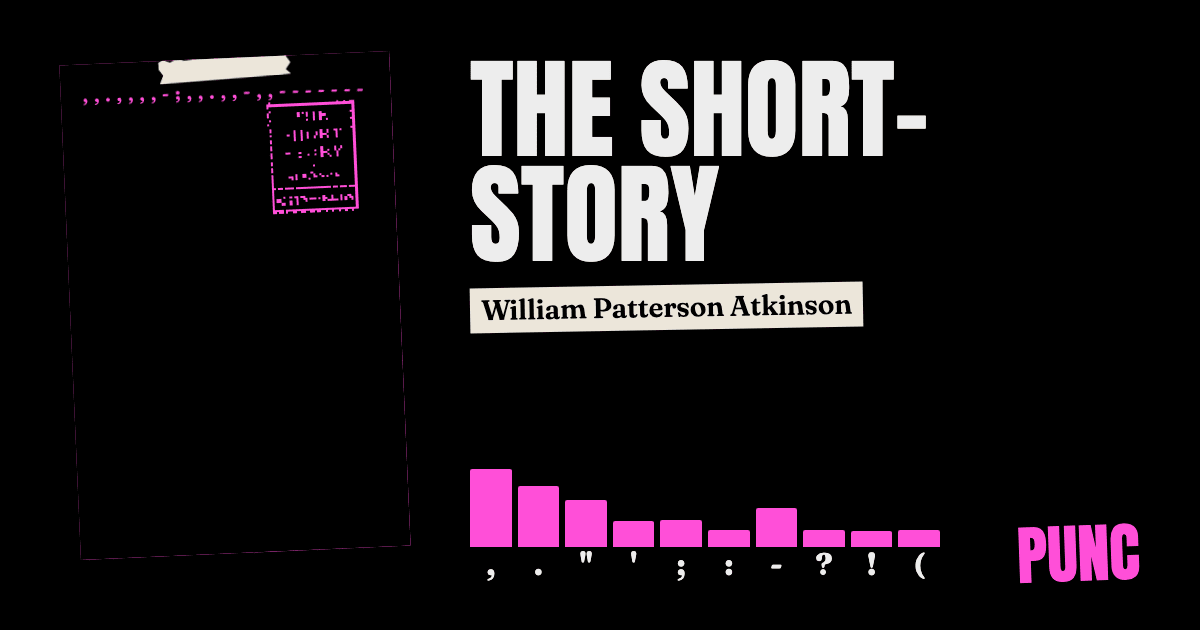 ,,.,,,,-;,,.,,-,,--------
THE SHORT-
STORY
William Patterson Atkinson
, . " ' ; : - ? ! (
PUNC